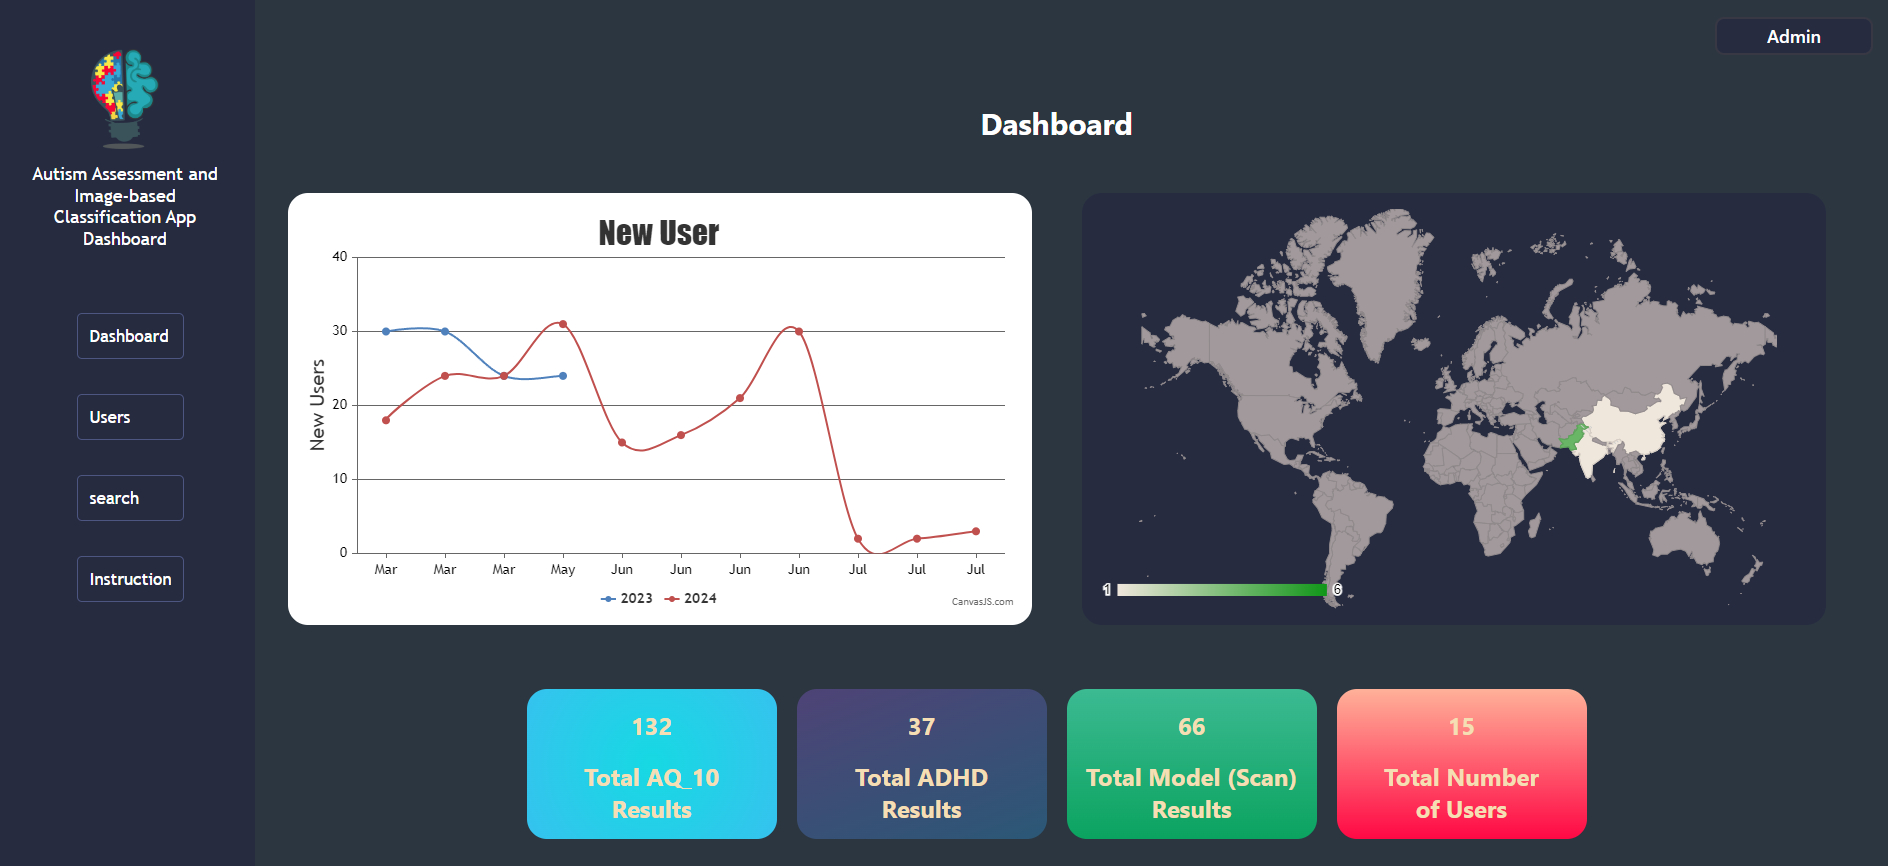 Admin
Autism Assessment and
Image-based
Classification App
Dashboard
Dashboard
Users
search
Instruction
Dashboard
New User
New Users
40
30
20
10
0
Mar Mar Mar May Jun Jun Jun Jun Jul Jul Jul
2023 2024
CanvasJS.com
1 6
132
Total AQ_10
Results
37
Total ADHD
Results
66
Total Model (Scan)
Results
15
Total Number
of Users